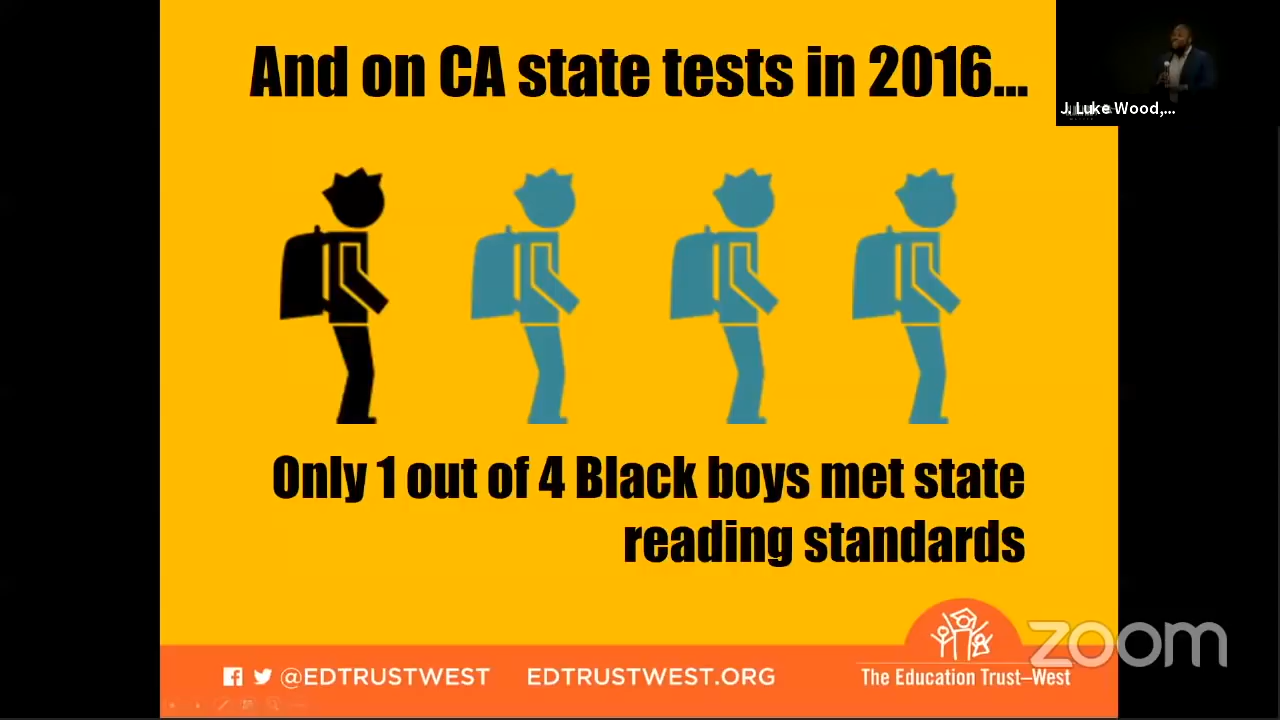 And on CA state tests in 2016...
J. Luke Wood,...
Only 1 out of 4 Black boys met state
reading standards
@EDTRUSTWEST EDTRUSTWEST.ORG
The Education Trust–West
zoom